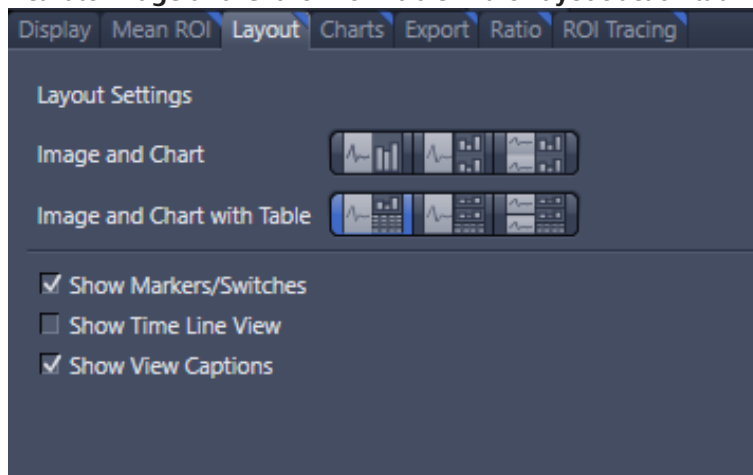 Display Mean ROI Layout Charts Export Ratio ROI Tracing
Layout Settings
Image and Chart
Image and Chart with Table
Show Markers/Switches
Show Time Line View
Show View Captions